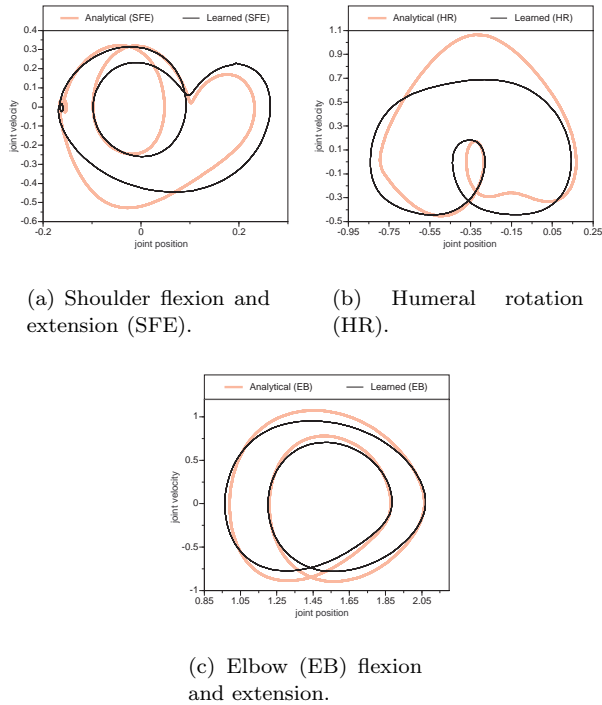 Analytical (SFE) Learned (SFE)
0.4
0.3
0.2
0.1
0
-0.1
-0.2
-0.3
-0.4
-0.5
-0.6
joint velocity
-0.2 0 0.2
joint position
(a) Shoulder flexion and
extension (SFE).
Analytical (HR) Learned (HR)
1.1
0.9
0.7
0.5
0.3
0.1
-0.1
-0.3
-0.5
joint velocity
-0.95 -0.75 -0.55 -0.35 -0.15 0.05 0.25
joint position
(b) Humeral rotation
(HR).
Analytical (EB) Learned (EB)
1
0.5
0
-0.5
-1
joint velocity
0.85 1.05 1.25 1.45 1.65 1.85 2.05
joint position
(c) Elbow (EB) flexion
and extension.